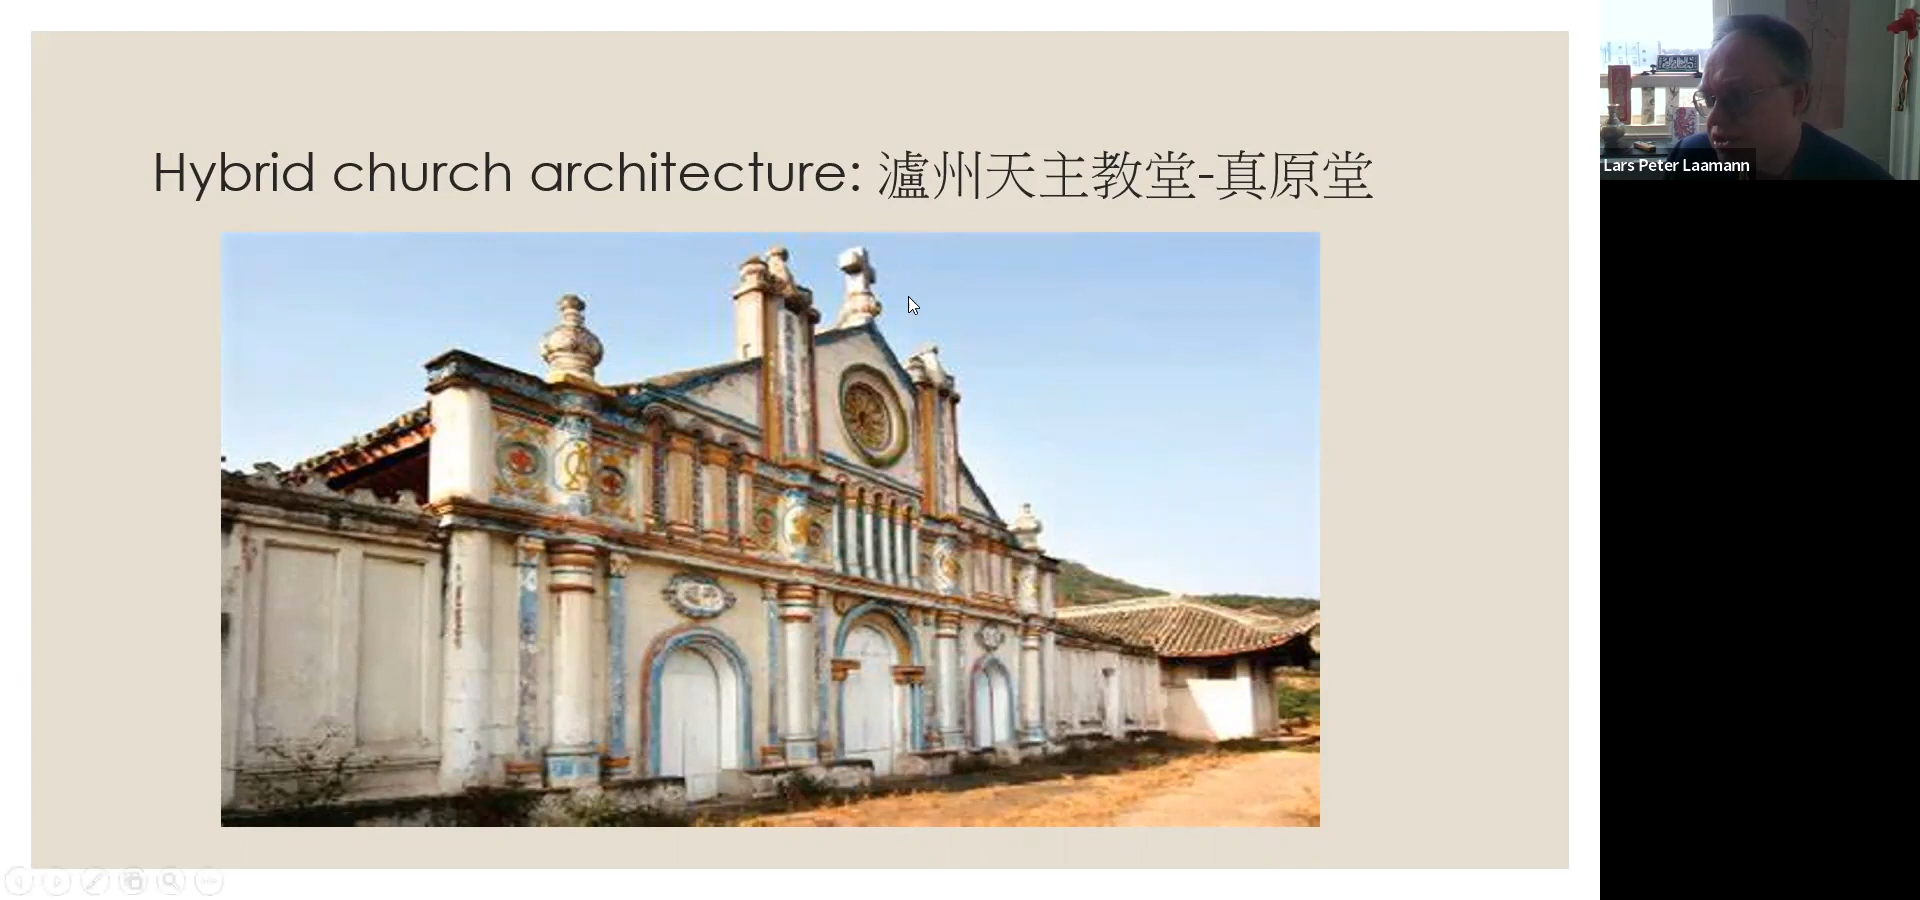 Hybrid church architecture: 瀘州天主教堂-真原堂
Lars Peter Laamann